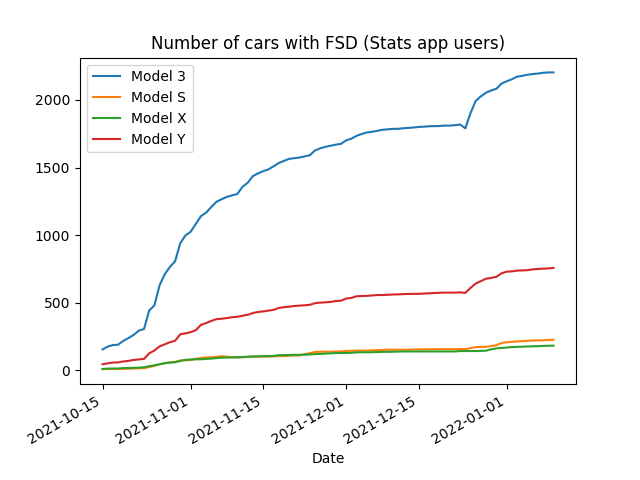 Number of cars with FSD (Stats app users)
Model 3
Model S
Model X
Model Y
2000
1500
1000
500
0
2021-10-15
2021-11-01
2021-11-15
2021-12-01
2021-12-15
2022-01-01
Date